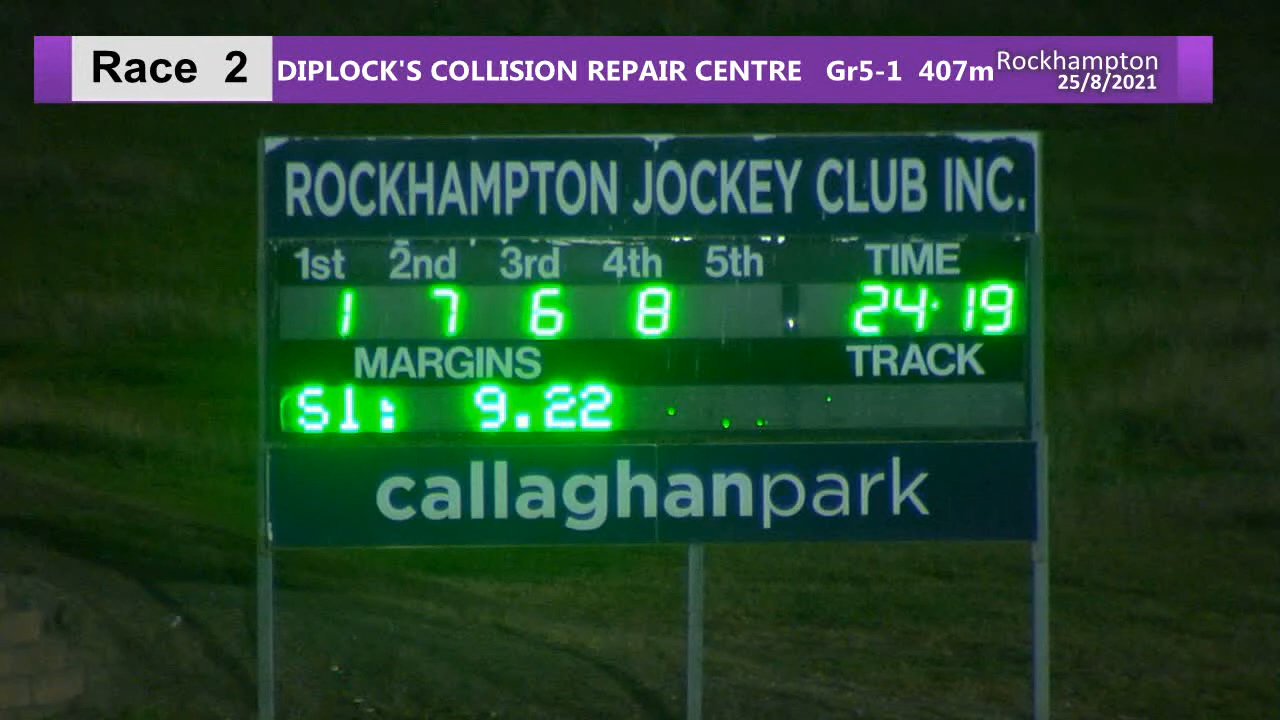 Race 2 DIPLOCK'S COLLISION REPAIR CENTRE Gr5-1 407m Rockhampton
25/8/2021
ROCKHAMPTON JOCKEY CLUB INC.
1st 2nd 3rd 4th 5th TIME
1 7 6 8 24.19
MARGINS TRACK
S1: 9.22
callaghanpark